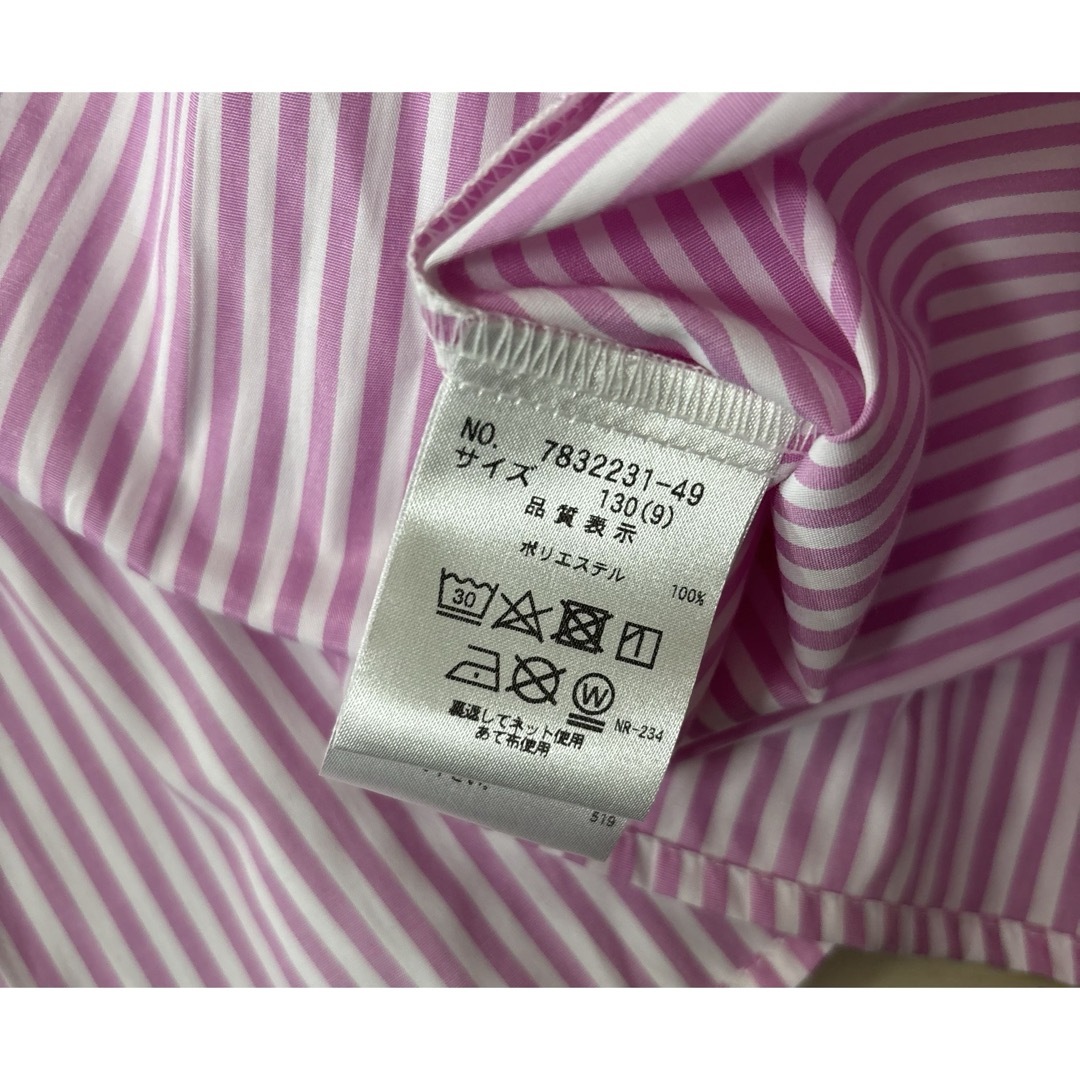 NO. 7832231-49
サイズ 130(9)
品質表示
ポリエステル 100%
30
W
裏返してネット使用 NR-234
あて布使用
519